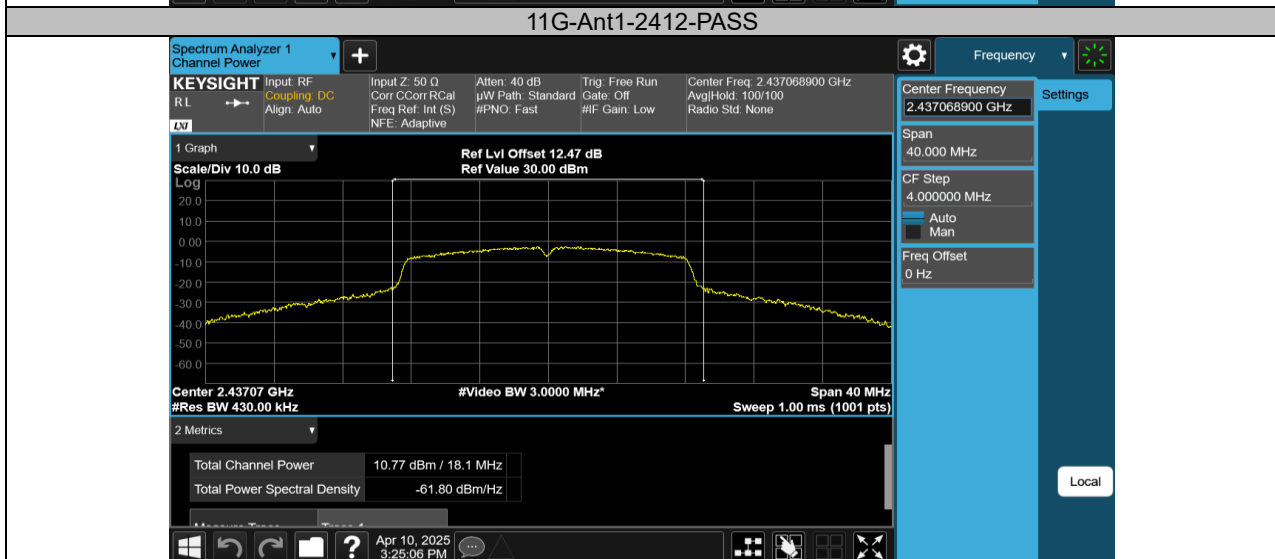 11G-Ant1-2412-PASS
Spectrum Analyzer 1
Channel Power
+
Frequency
KEYSIGHT
R L
LXI
Input: RF
Coupling: DC
Align: Auto
Input Z: 50 Ω
Corr CCorr RCal
Freq Ref: Int (S)
NFE: Adaptive
Atten: 40 dB
µW Path: Standard
#PNO: Fast
Trig: Free Run
Gate: Off
#IF Gain: Low
Center Freq: 2.437068900 GHz
Avg|Hold: 100/100
Radio Std: None
Center Frequency
2.437068900 GHz
Settings
Span
40.000 MHz
CF Step
4.000000 MHz
Auto
Man
Freq Offset
0 Hz
1 Graph
Scale/Div 10.0 dB
Ref Lvl Offset 12.47 dB
Ref Value 30.00 dBm
Log
20.0
10.0
0.00
-10.0
-20.0
-30.0
-40.0
-50.0
-60.0
Center 2.43707 GHz
#Video BW 3.0000 MHz*
Span 40 MHz
#Res BW 430.00 kHz
Sweep 1.00 ms (1001 pts)
2 Metrics
Total Channel Power 10.77 dBm / 18.1 MHz
Total Power Spectral Density -61.80 dBm/Hz
Local
?
Apr 10, 2025
3:25:06 PM